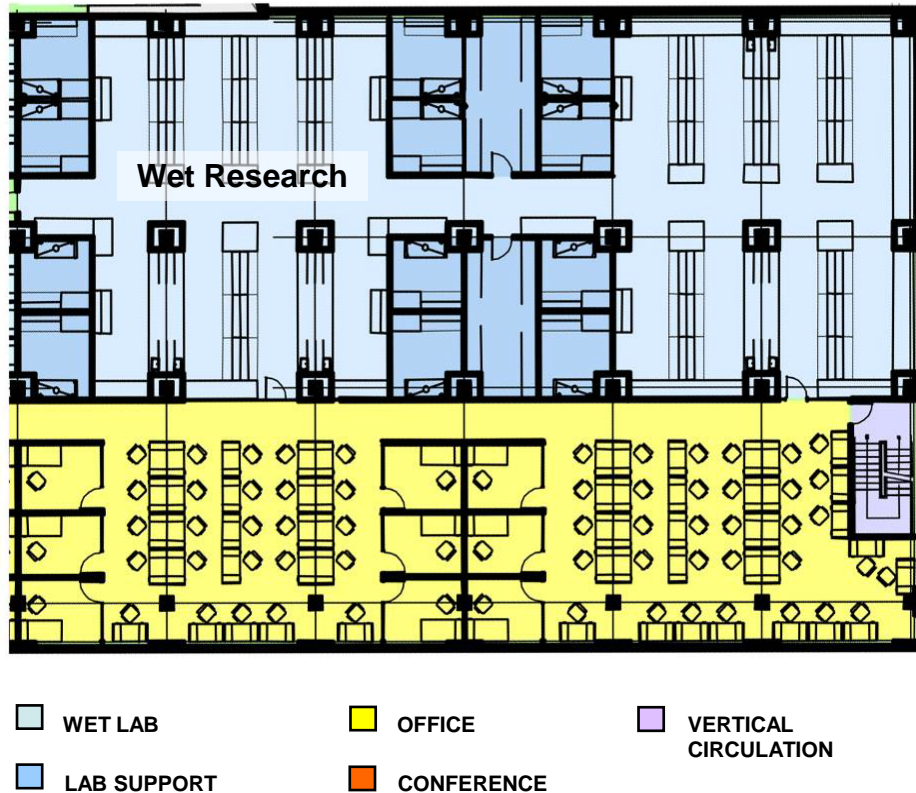 Wet Research
WET LAB
OFFICE
VERTICAL
CIRCULATION
LAB SUPPORT
CONFERENCE